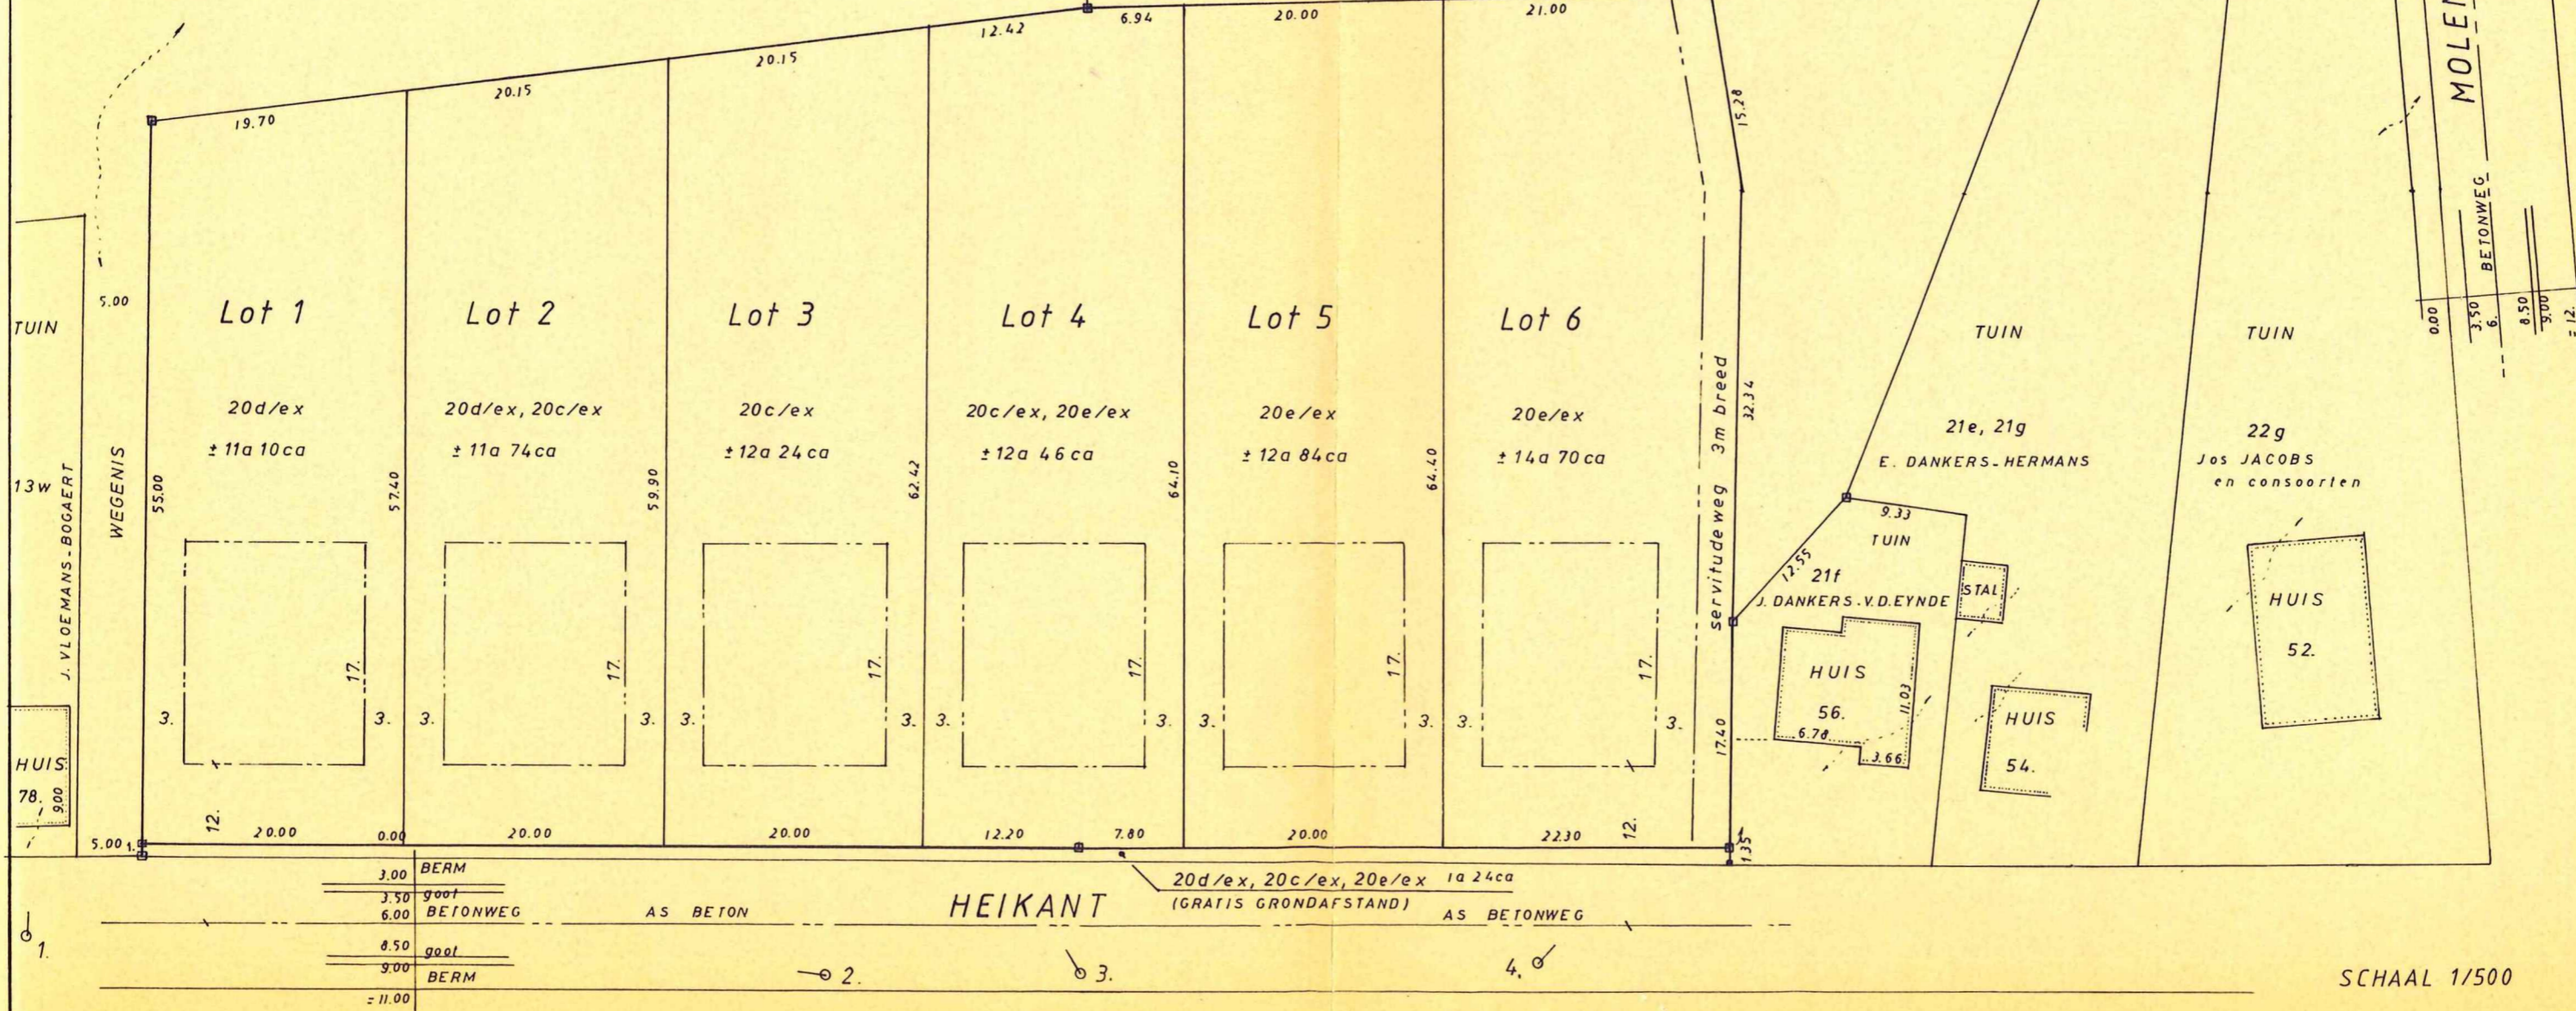 19.70
20.15
20.15
12.42
6.94
20.00
21.00
15.28
BETONWEG
0.00
3.50
6.
8.50
9.00
= 12.
TUIN
13w
J. VLOEMANS-BOGAERT
HUIS
78.
9.00
5.00
WEGENIS
5.00
1.
Lot 1
20d/ex
± 11a 10ca
55.00
17.
3.
3.
12.
20.00
Lot 2
20d/ex, 20c/ex
± 11a 74ca
57.40
17.
3.
3.
0.00
20.00
Lot 3
20c/ex
± 12a 24ca
59.90
17.
3.
3.
20.00
Lot 4
20c/ex, 20e/ex
± 12a 46ca
62.42
17.
3.
3.
12.20
7.80
Lot 5
20e/ex
± 12a 84ca
64.10
17.
3.
3.
20.00
Lot 6
20e/ex
± 14a 70ca
64.40
17.
3.
3.
22.30
12.
servitudeweg 3m breed
32.34
17.40
1.35
TUIN
21e, 21g
E. DANKERS-HERMANS
9.33
TUIN
12.55
21f
J. DANKERS-V.D.EYNDE
STAL
HUIS
56.
11.03
6.78
3.66
HUIS
54.
TUIN
22g
Jos JACOBS
en consoorten
HUIS
52.
3.00 BERM
3.50 goot
6.00 BETONWEG
AS BETON
HEIKANT
20d/ex, 20c/ex, 20e/ex 1a 24ca
(GRATIS GRONDAFSTAND)
AS BETONWEG
8.50 goot
9.00 BERM
= 11.00
1.
2.
3.
4.
SCHAAL 1/500